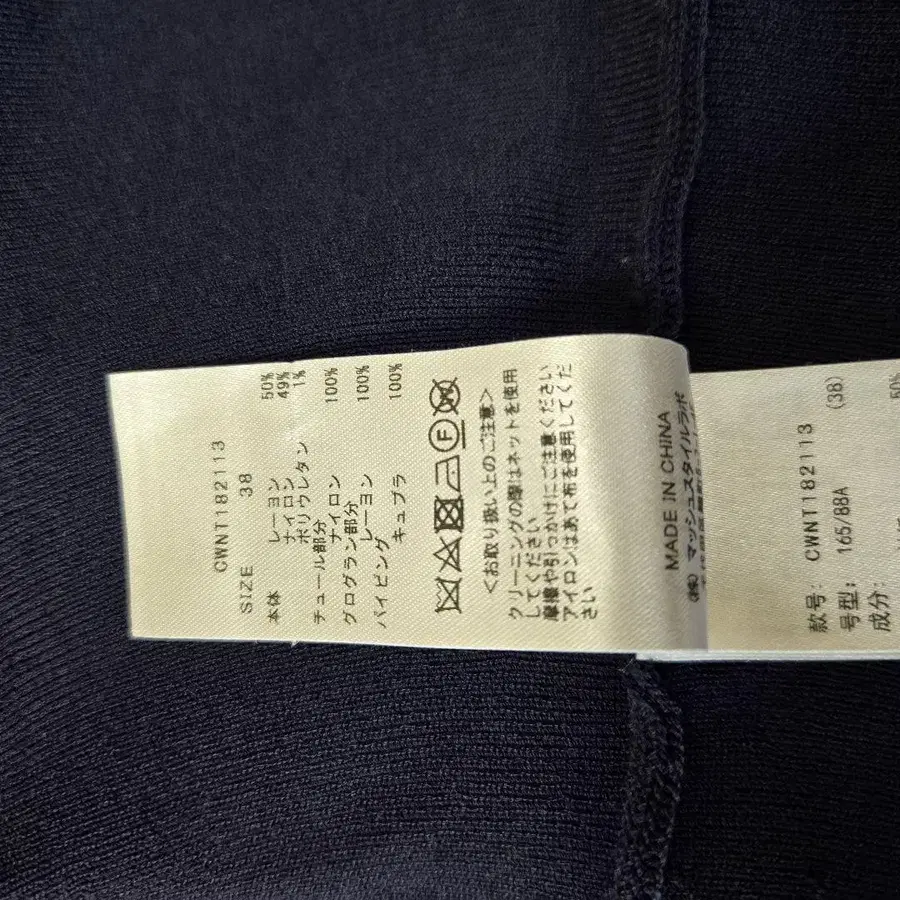 CWNT182113
SIZE 38
本体 レーヨン 50%
ナイロン 49%
ポリウレタン 1%
チュール部分
ナイロン 100%
グログラン部分
レーヨン 100%
パイピング
キュプラ 100%
<お取り扱い上のご注意>
クリーニングの際はネットを使用
してください
摩擦や引っかけにご注意ください
アイロンはあて布を使用してくだ
さい
MADE IN CHINA
(株) マッシュスタイルラボ
款号: CWNT182113
号型: 165/88A (38)
成分: 50%